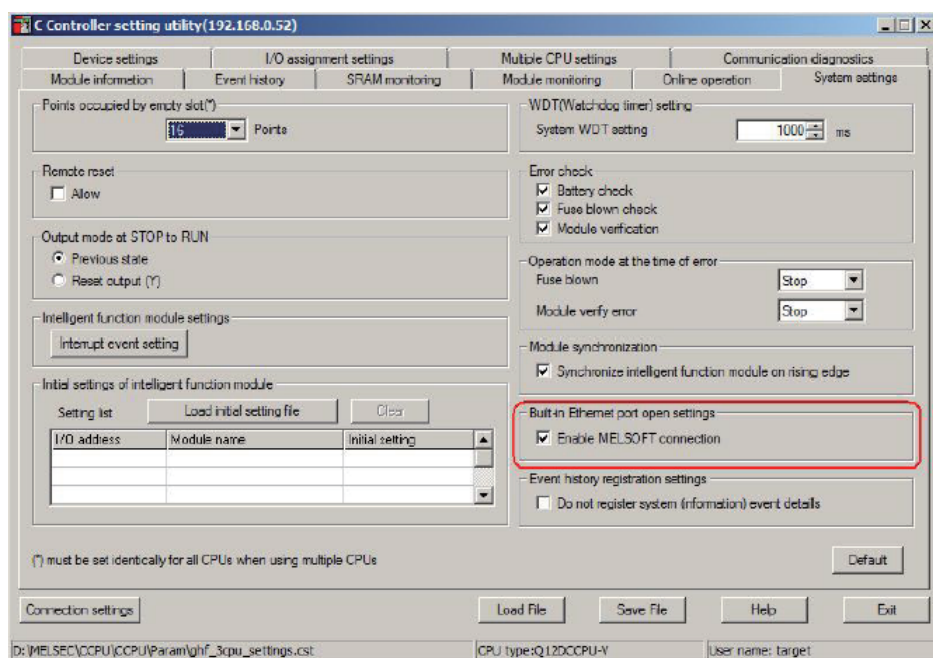 C Controller setting utility(192.168.0.52)
Device settings I/O assignment settings Multiple CPU settings Communication diagnostics
Module information Event history SRAM monitoring Module monitoring Online operation System settings
Points occupied by empty slot(*)
16 Points
Remote reset
Allow
Output mode at STOP to RUN
Previous state
Reset output (Y)
Intelligent function module settings
Interrupt event setting
Initial settings of intelligent function module
Setting list Load initial setting file Clear
I/O address Module name Initial setting
WDT(Watchdog timer) setting
System WDT setting 1000 ms
Error check
Battery check
Fuse blown check
Module verification
Operation mode at the time of error
Fuse blown Stop
Module verify error Stop
Module synchronization
Synchronize intelligent function module on rising edge
Built-in Ethernet port open settings
Enable MELSOFT connection
Event history registration settings
Do not register system (information) event details
(*) must be set identically for all CPUs when using multiple CPUs
Default
Connection settings Load File Save File Help Exit
D:\MELSEC\CCPU\CCPU\Param\ghf_3cpu_settings.cst CPU type:Q12DCCPU-V User name: target